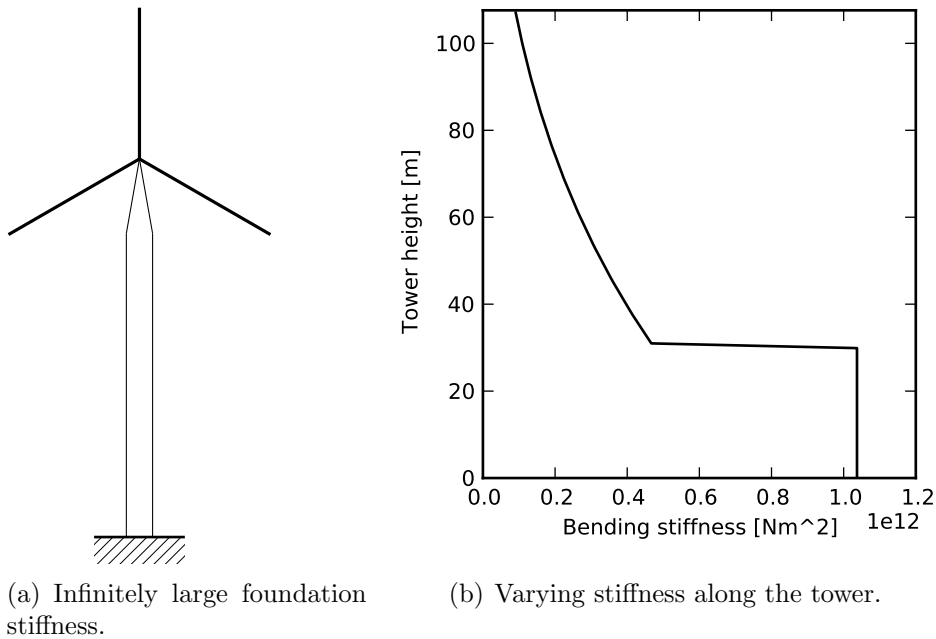 100
80
60
40
20
0
Tower height [m]
0.0 0.2 0.4 0.6 0.8 1.0 1.2
1e12
Bending stiffness [Nm^2]
(a) Infinitely large foundation
stiffness.
(b) Varying stiffness along the tower.